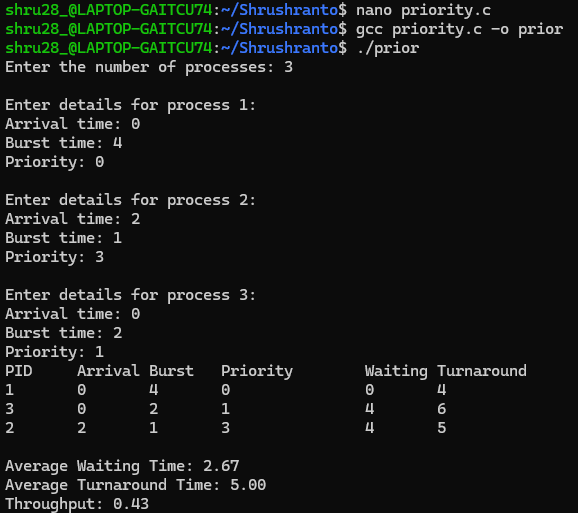 shru28_@LAPTOP-GAITCU74:~/Shrushranto$ nano priority.c
shru28_@LAPTOP-GAITCU74:~/Shrushranto$ gcc priority.c -o prior
shru28_@LAPTOP-GAITCU74:~/Shrushranto$ ./prior
Enter the number of processes: 3

Enter details for process 1:
Arrival time: 0
Burst time: 4
Priority: 0

Enter details for process 2:
Arrival time: 2
Burst time: 1
Priority: 3

Enter details for process 3:
Arrival time: 0
Burst time: 2
Priority: 1
PID     Arrival Burst   Priority        Waiting Turnaround
1       0       4       0               0       4
3       0       2       1               4       6
2       2       1       3               4       5

Average Waiting Time: 2.67
Average Turnaround Time: 5.00
Throughput: 0.43